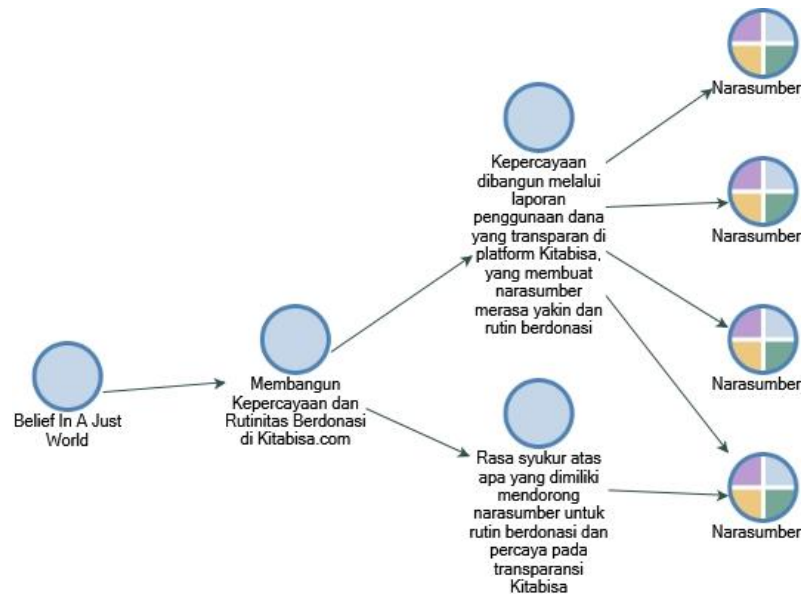 Narasumber
Kepercayaan
dibangun melalui
laporan
penggunaan dana
yang transparan di
platform Kitabisa,
yang membuat
narasumber
merasa yakin dan
rutin berdonasi
Narasumber
Narasumber
Belief In A Just
World
Membangun
Kepercayaan dan
Rutinitas Berdonasi
di Kitabisa.com
Rasa syukur atas
apa yang dimiliki
mendorong
narasumber untuk
rutin berdonasi dan
percaya pada
transparansi
Kitabisa
Narasumber